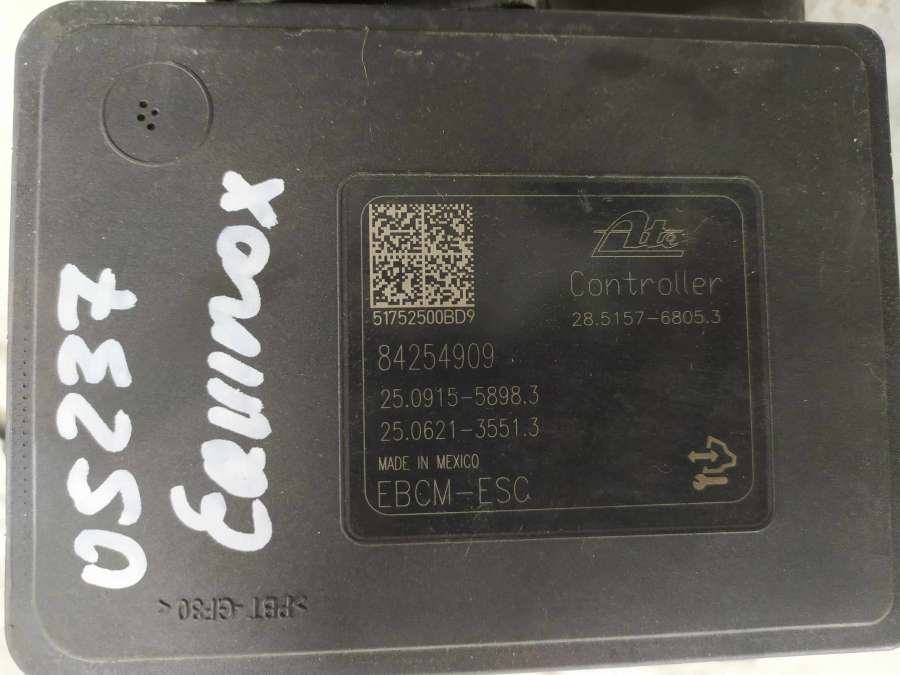 Ate
Controller
51752500BD9
28.5157-6805.3
84254909
25.0915-5898.3
25.0621-3551.3
MADE IN MEXICO
EBCM-ESC
US237
Equinox
>PBT-GF30<